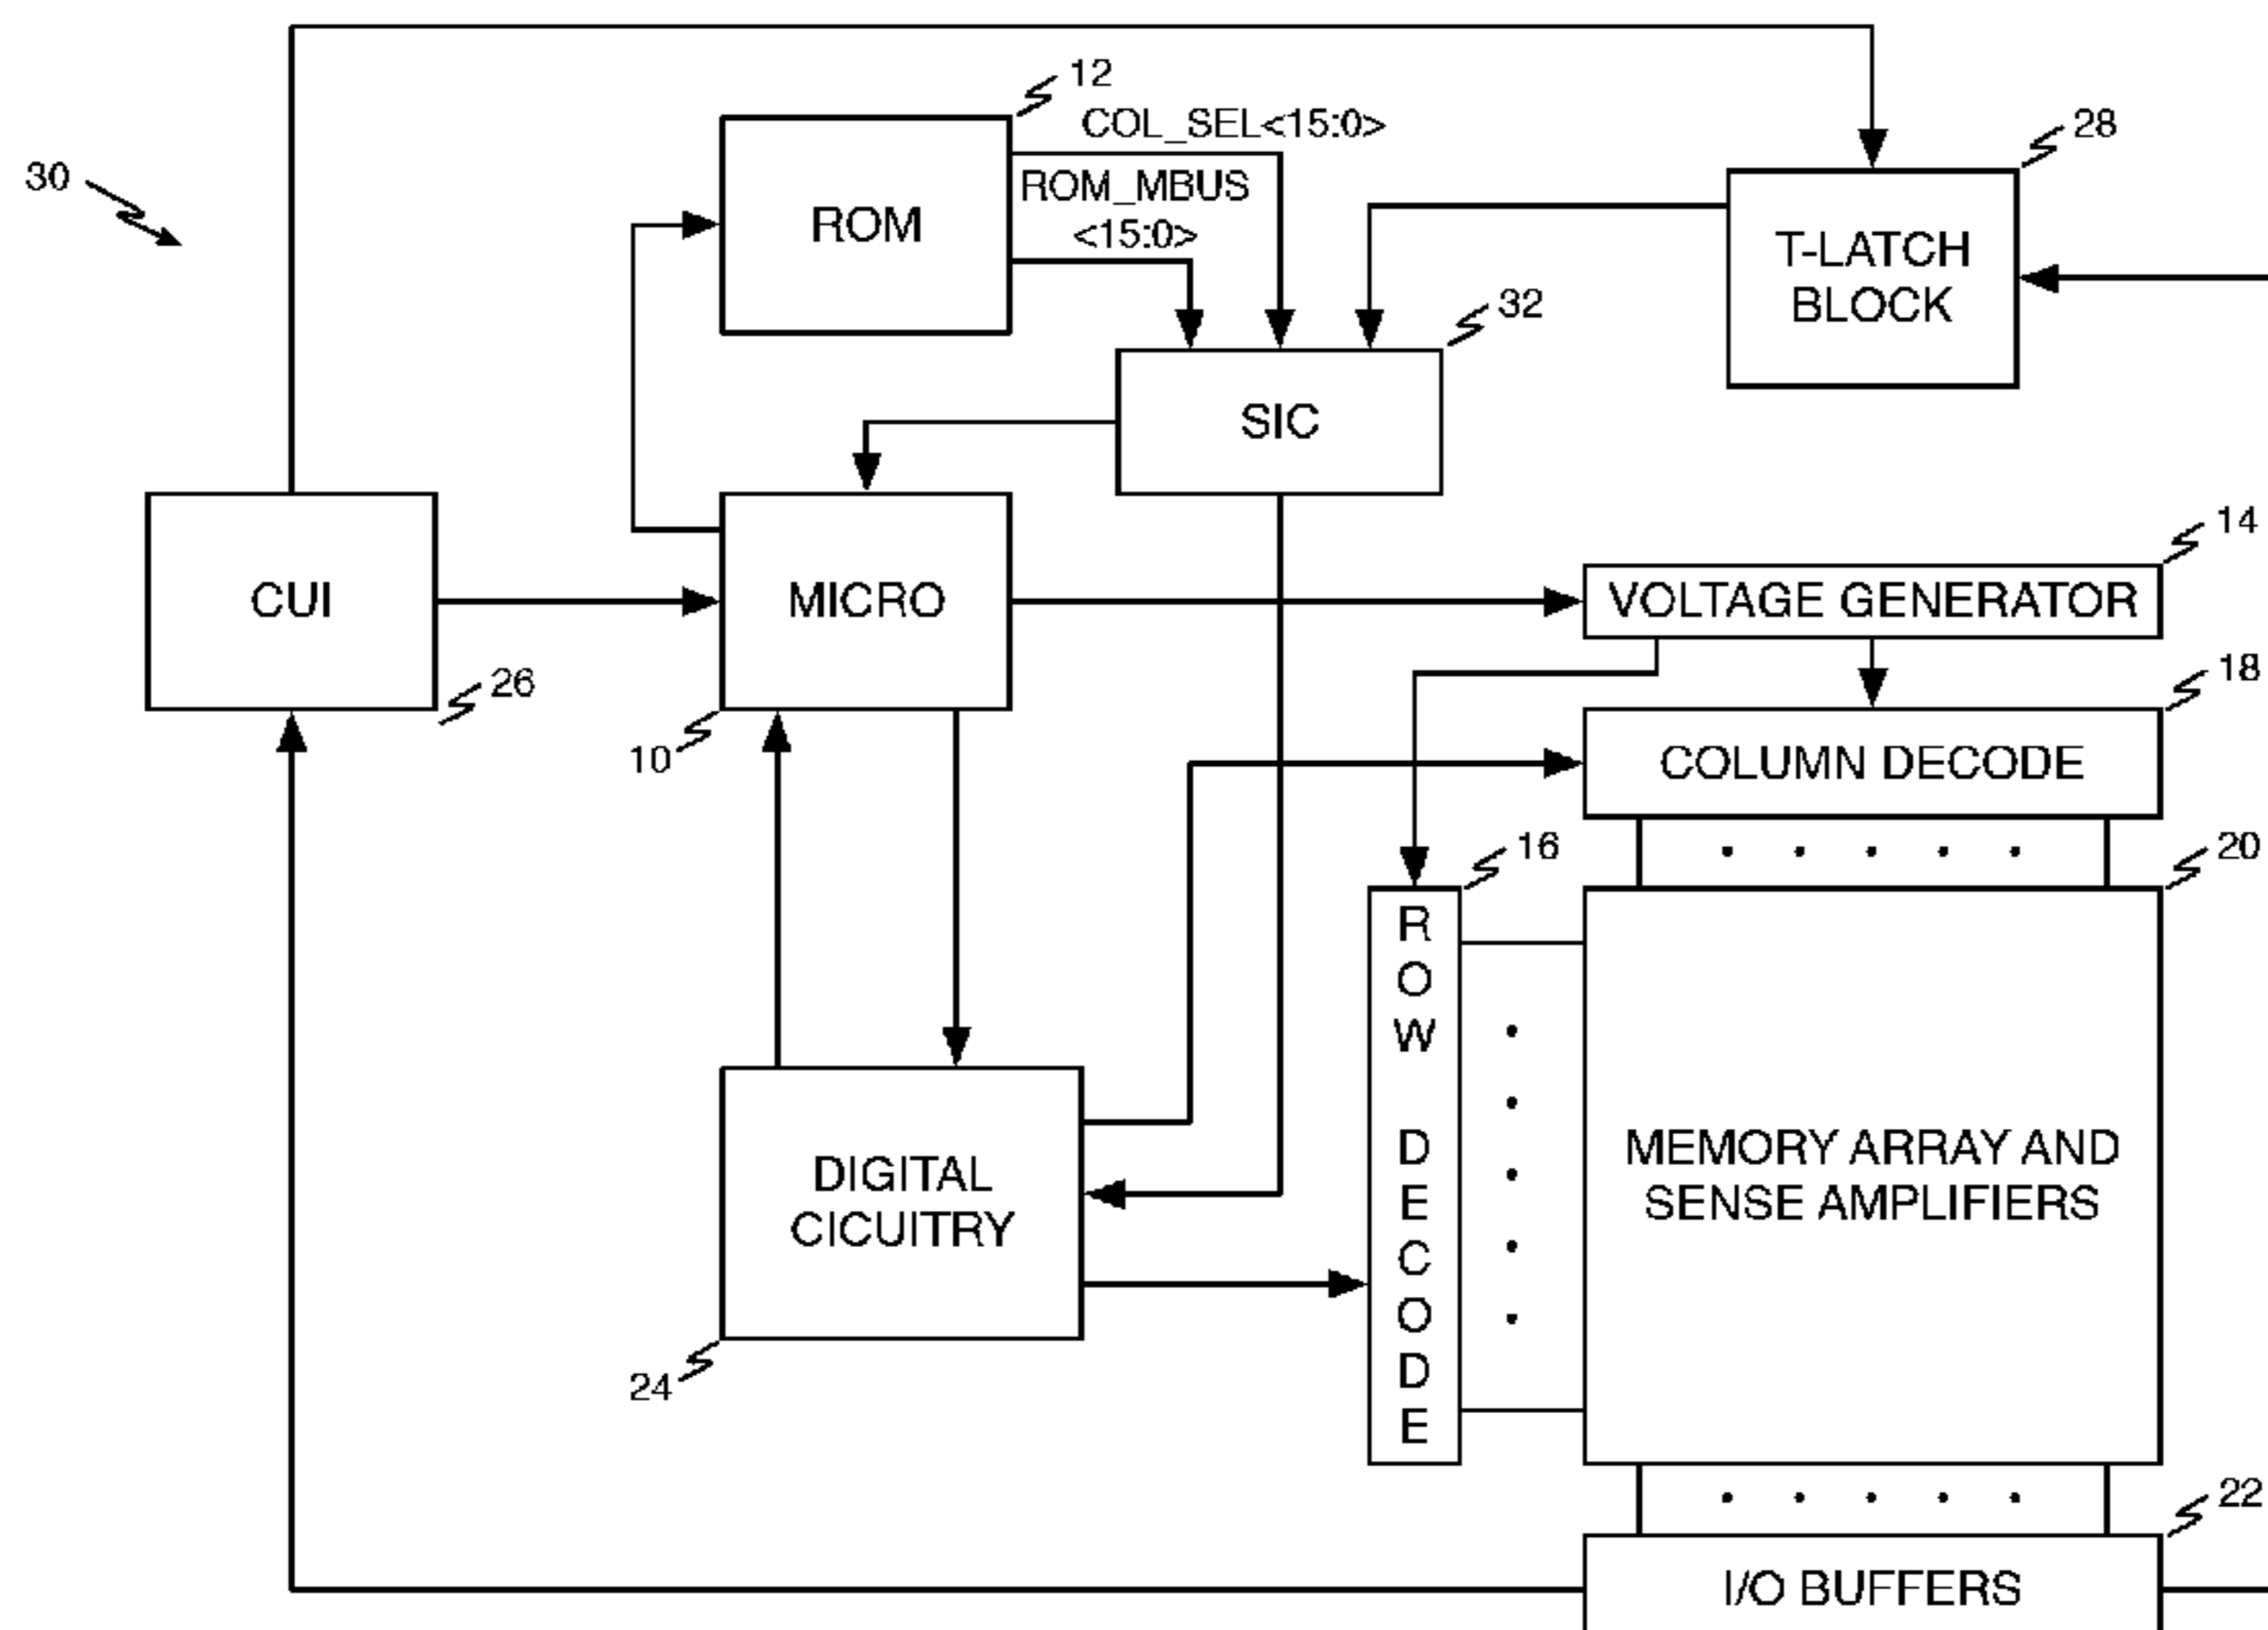 12
COL_SEL<15:0>
28
30
ROM_MBUS
<15:0>
ROM
T-LATCH
BLOCK
32
SIC
14
CUI
MICRO
VOLTAGE GENERATOR
26
18
10
COLUMN DECODE
16
20
R
O
W
D
E
C
O
D
E
MEMORY ARRAY AND
SENSE AMPLIFIERS
DIGITAL
CICUITRY
24
22
I/O BUFFERS